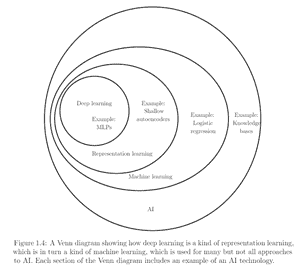 Deep learning
Example:
MLPs
Example:
Shallow
autoencoders
Example:
Logistic
regression
Example:
Knowledge
bases
Representation learning
Machine learning
AI
Figure 1.4: A Venn diagram showing how deep learning is a kind of representation learning,
which is in turn a kind of machine learning, which is used for many but not all approaches
to AI. Each section of the Venn diagram includes an example of an AI technology.